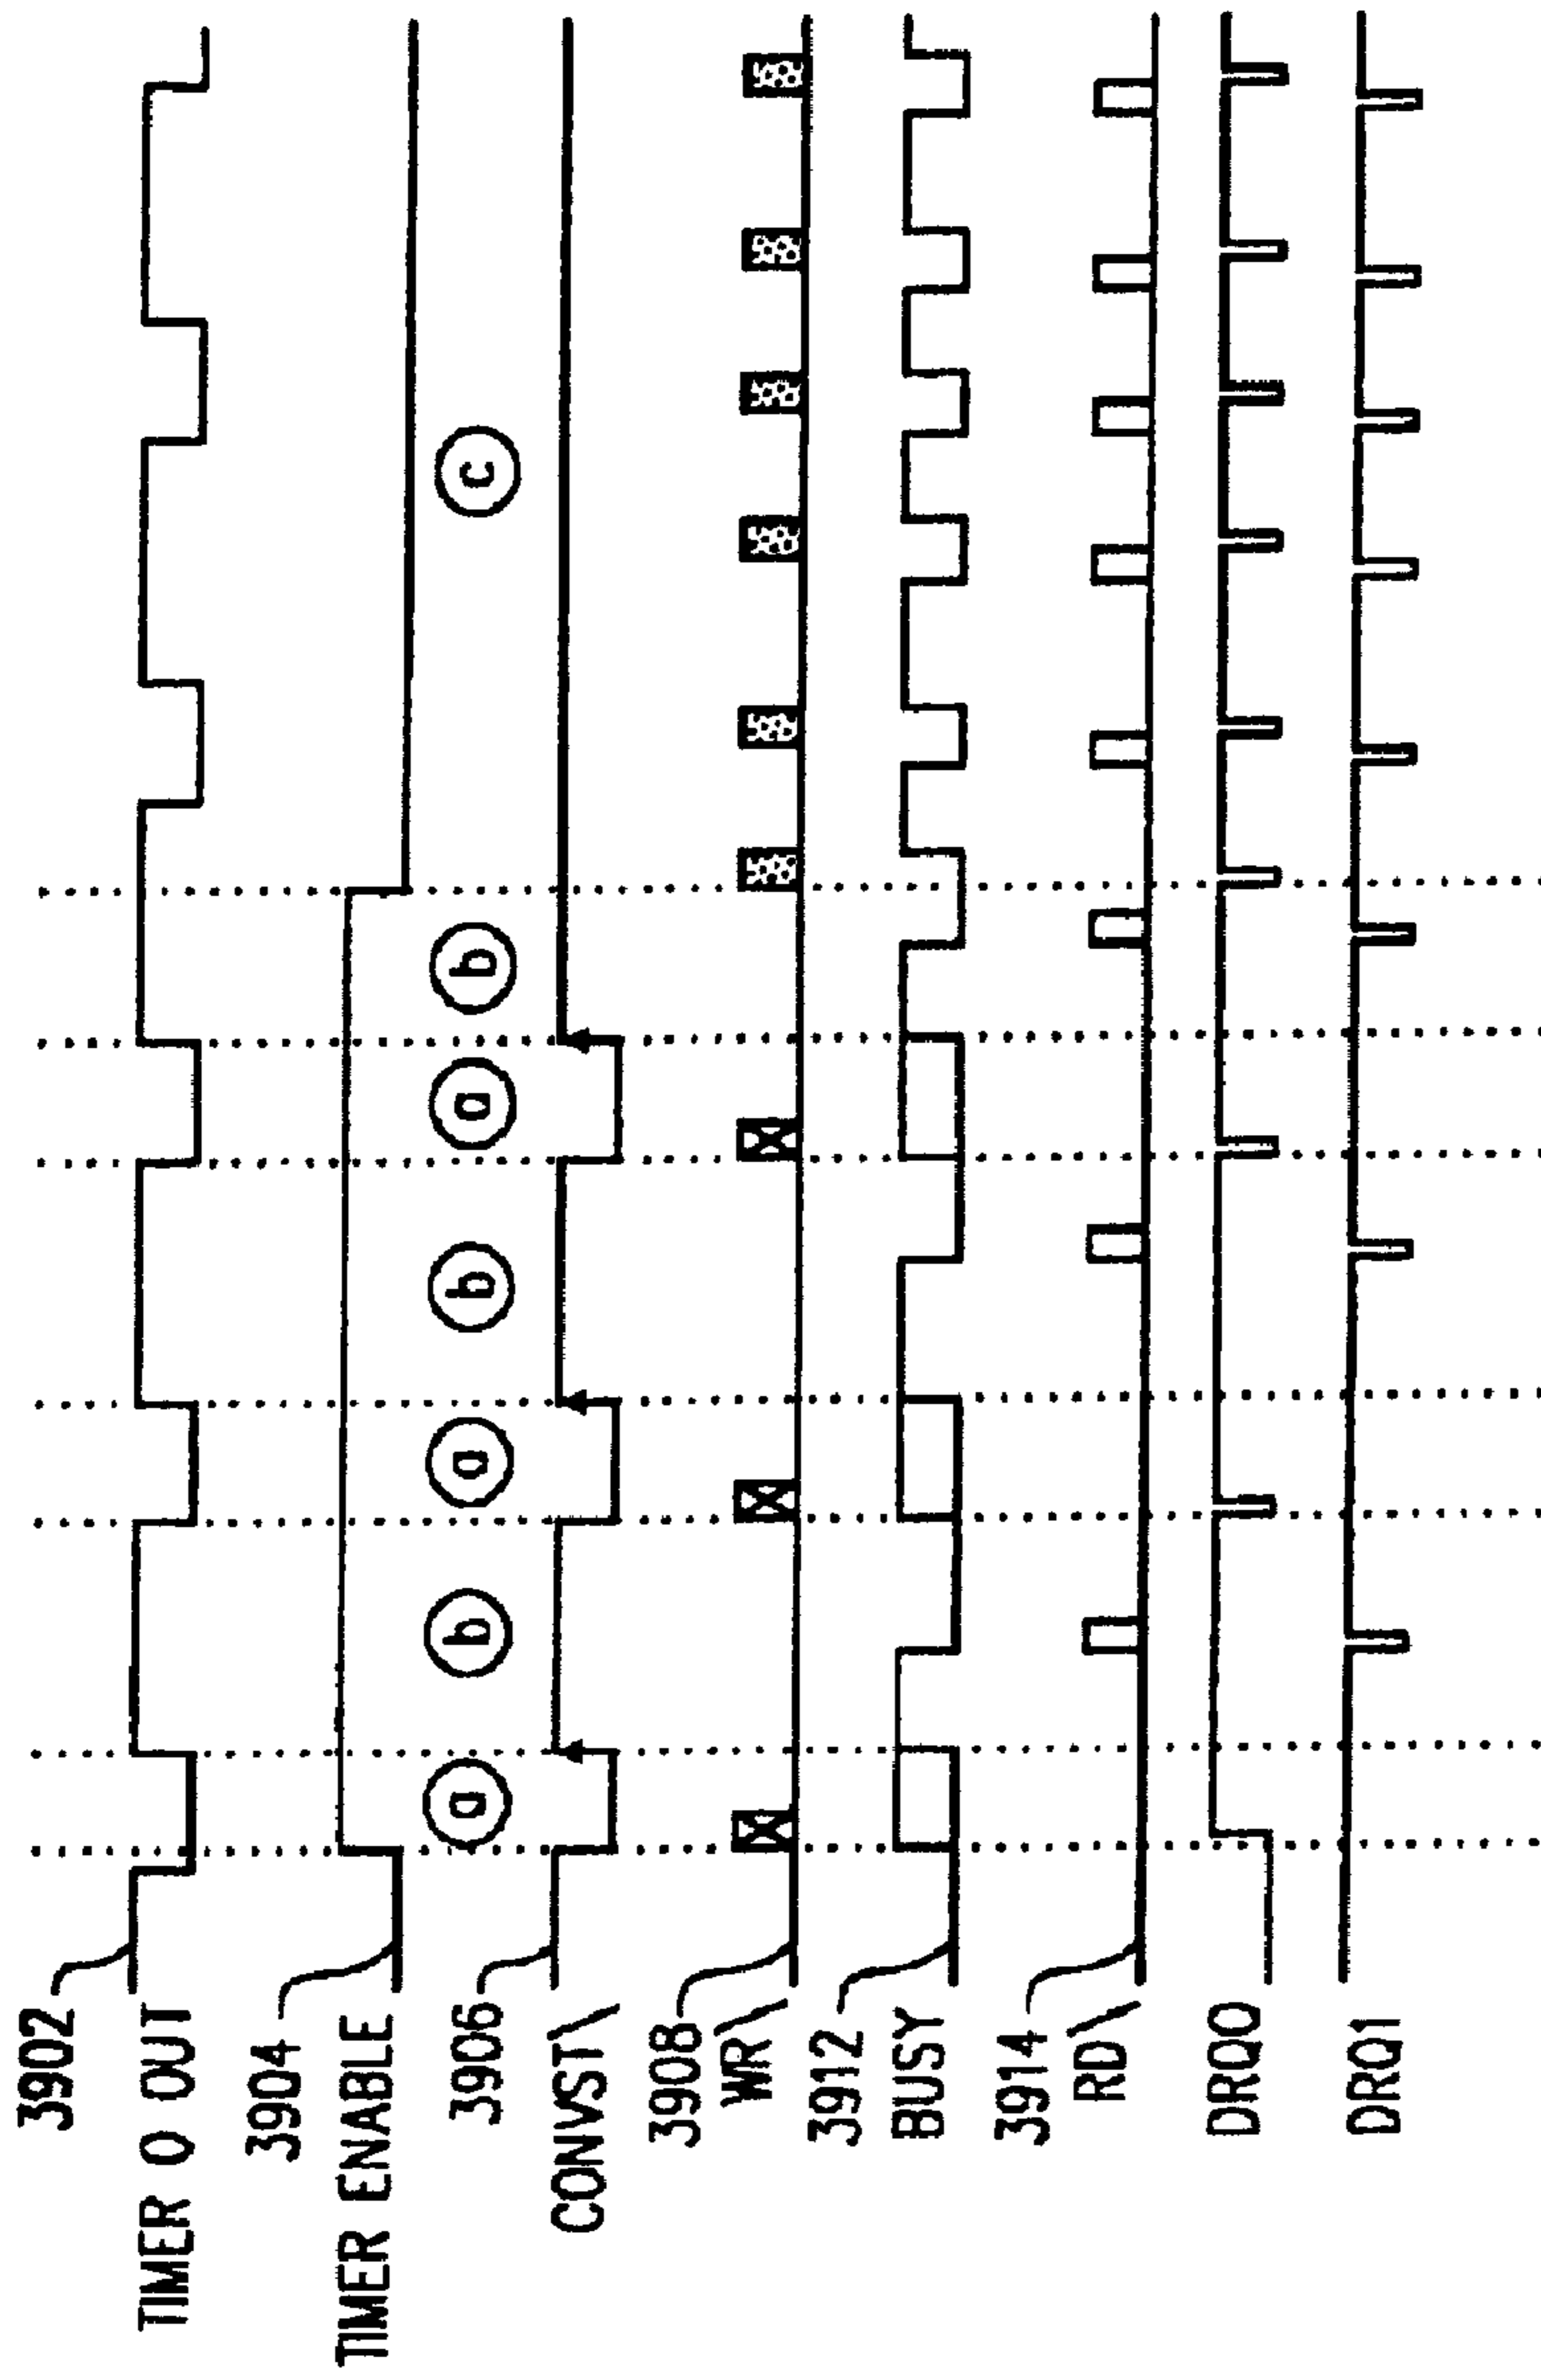 3902
TIMER 0 OUT
3904
TIMER ENABLE
3906
CONVST\
3908
WR\
3912
BUSY
3914
RD\
DRQ0
DRQ1
a
b
a
b
a
b
c